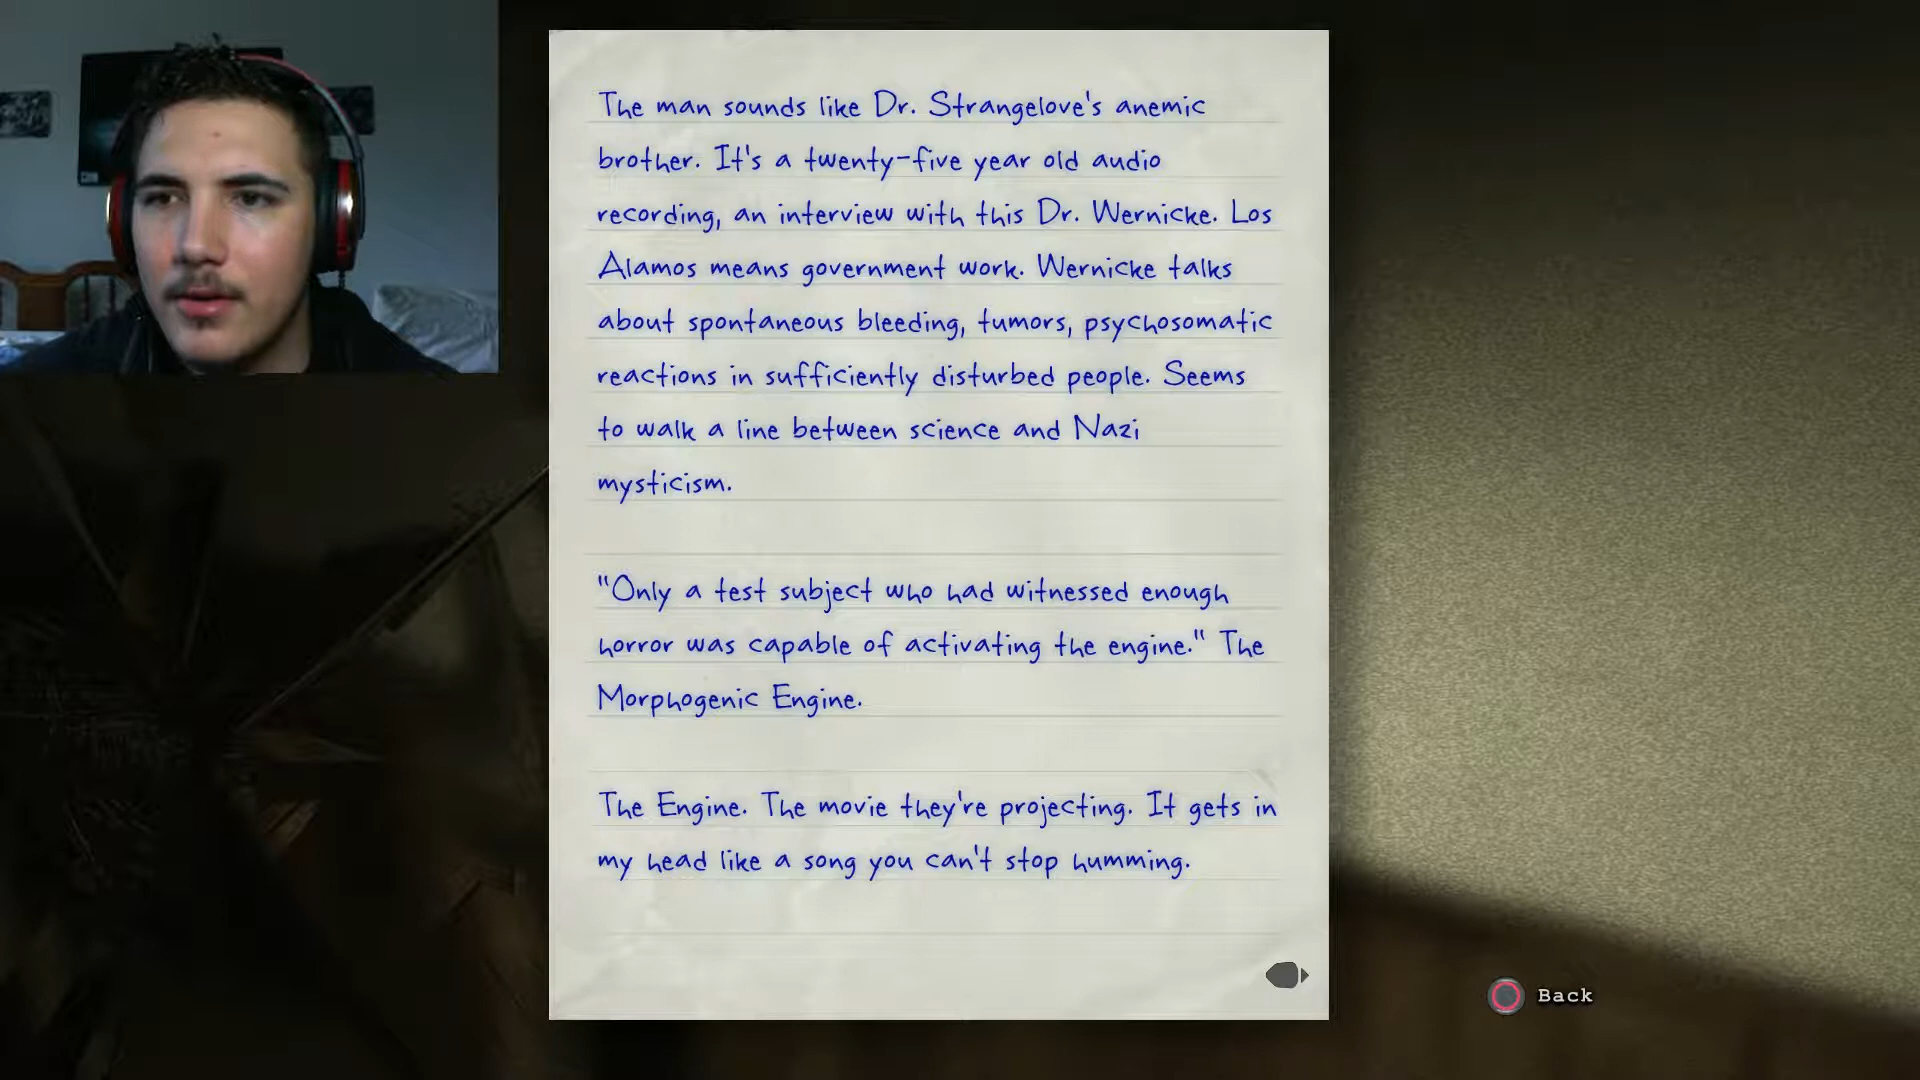 The man sounds like Dr. Strangelove's anemic
brother. It's a twenty-five year old audio
recording, an interview with this Dr. Wernicke. Los
Alamos means government work. Wernicke talks
about spontaneous bleeding, tumors, psychosomatic
reactions in sufficiently disturbed people. Seems
to walk a line between science and Nazi
mysticism.
"Only a test subject who had witnessed enough
horror was capable of activating the engine." The
Morphogenic Engine.
The Engine. The movie they're projecting. It gets in
my head like a song you can't stop humming.
Back